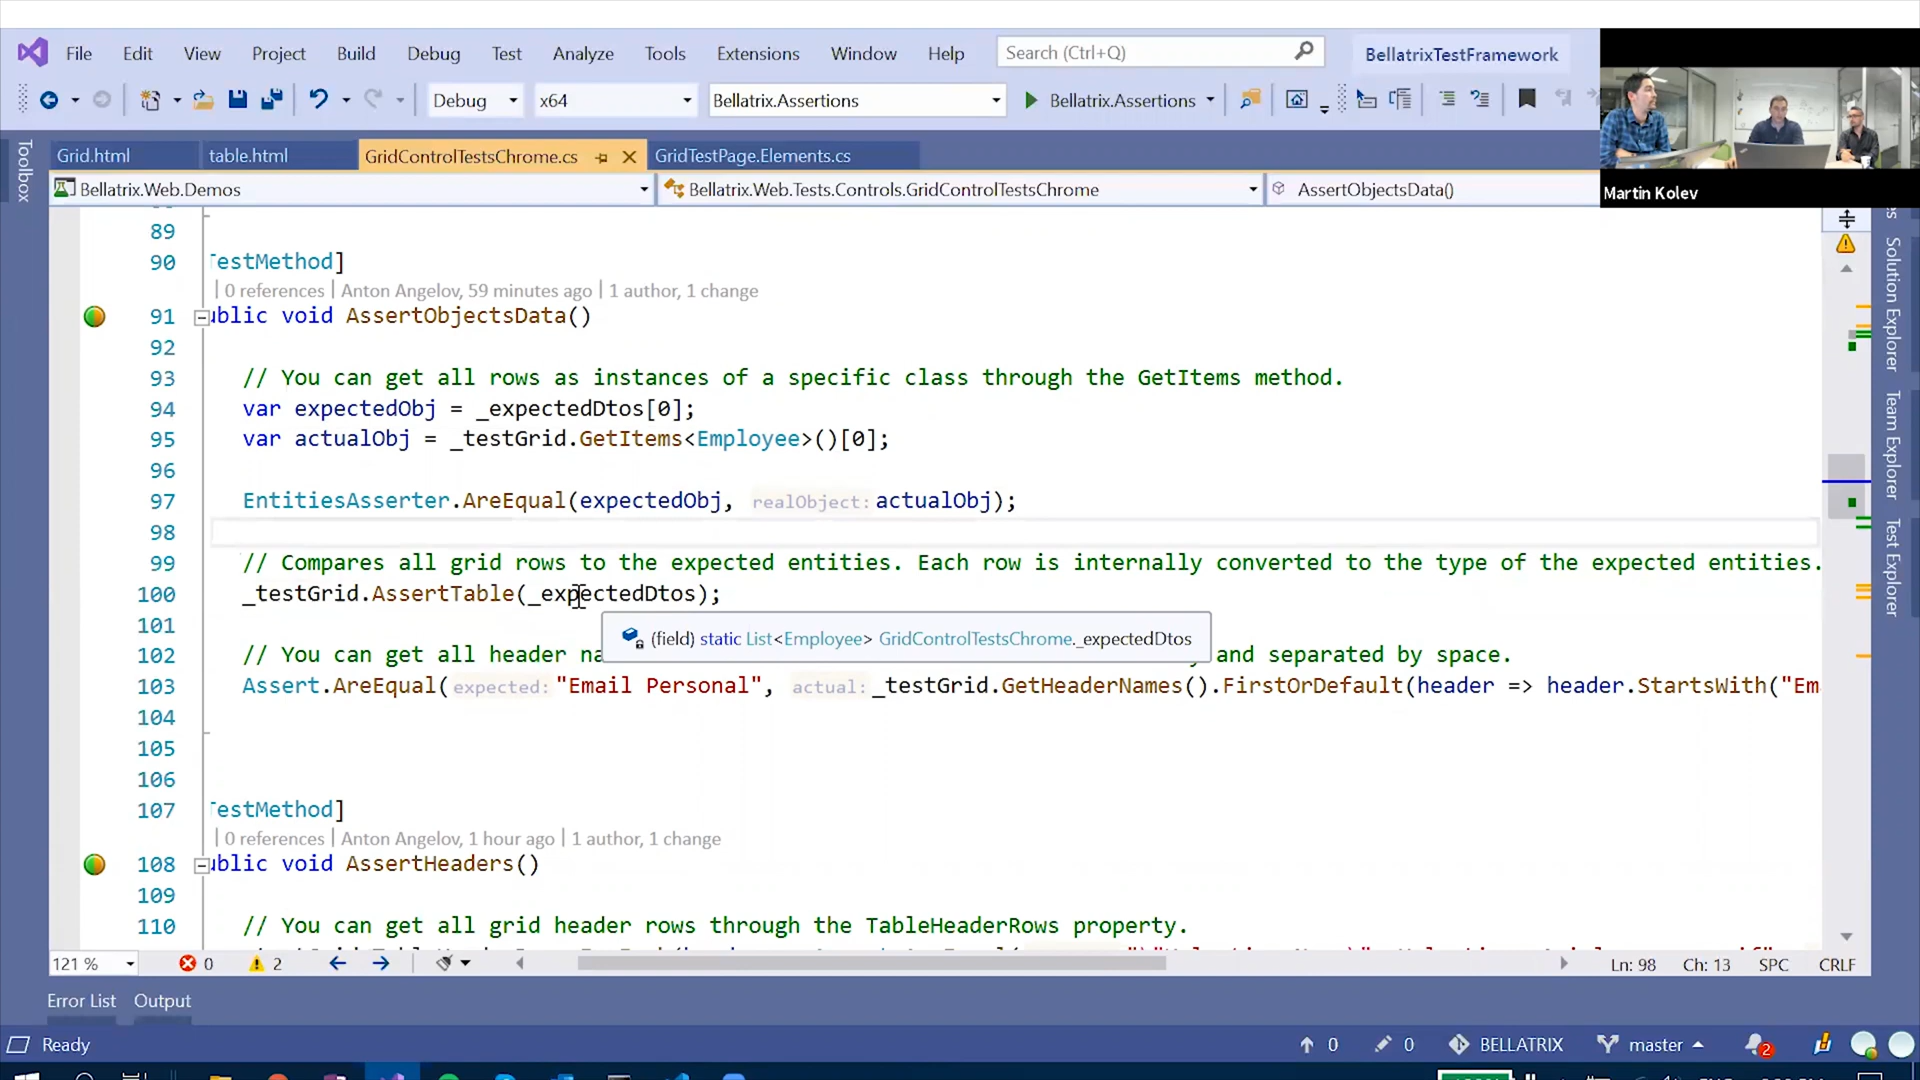 File Edit View Project Build Debug Test Analyze Tools Extensions Window Help Search (Ctrl+Q) BellatrixTestFramework
Debug x64 Bellatrix.Assertions Bellatrix.Assertions
Martin Kolev
Toolbox
Grid.html table.html GridControlTestsChrome.cs GridTestPage.Elements.cs
Bellatrix.Web.Demos Bellatrix.Web.Tests.Controls.GridControlTestsChrome AssertObjectsData()
89
90 TestMethod]
0 references | Anton Angelov, 59 minutes ago | 1 author, 1 change
91 ublic void AssertObjectsData()
92
93 // You can get all rows as instances of a specific class through the GetItems method.
94 var expectedObj = _expectedDtos[0];
95 var actualObj = _testGrid.GetItems<Employee>()[0];
96
97 EntitiesAsserter.AreEqual(expectedObj, realObject: actualObj);
98
99 // Compares all grid rows to the expected entities. Each row is internally converted to the type of the expected entities.
100 _testGrid.AssertTable(_expectedDtos);
101
(field) static List<Employee> GridControlTestsChrome._expectedDtos
102 // You can get all header na y and separated by space.
103 Assert.AreEqual(expected: "Email Personal", actual: _testGrid.GetHeaderNames().FirstOrDefault(header => header.StartsWith("Em
104
105
106
107 TestMethod]
0 references | Anton Angelov, 1 hour ago | 1 author, 1 change
108 ublic void AssertHeaders()
109
110 // You can get all grid header rows through the TableHeaderRows property.
Solution Explorer
Team Explorer
Test Explorer
121 % 0 2 Ln: 98 Ch: 13 SPC CRLF
Error List Output
Ready 0 0 BELLATRIX master 2